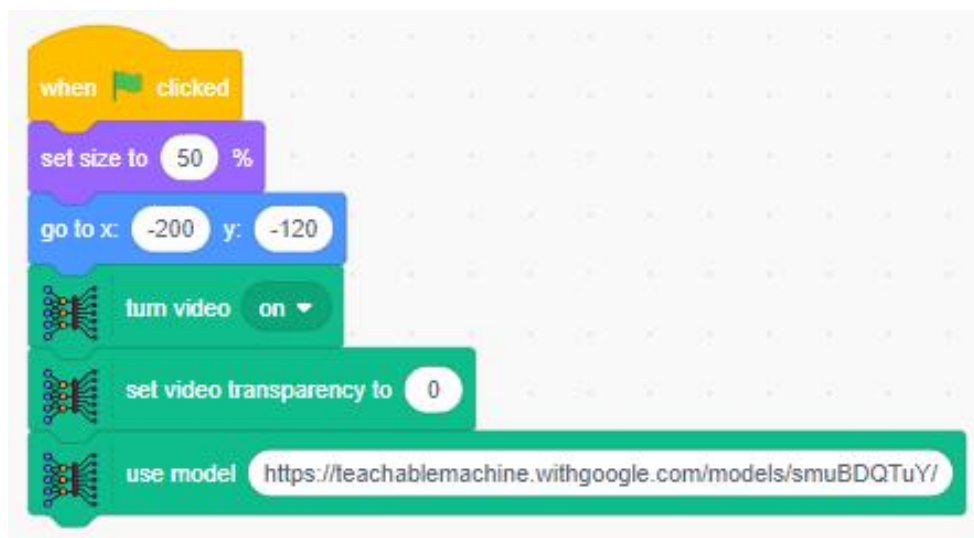 when clicked
set size to 50 %
go to x: -200 y: -120
turn video on
set video transparency to 0
use model https://teachablemachine.withgoogle.com/models/smuBDQTuY/